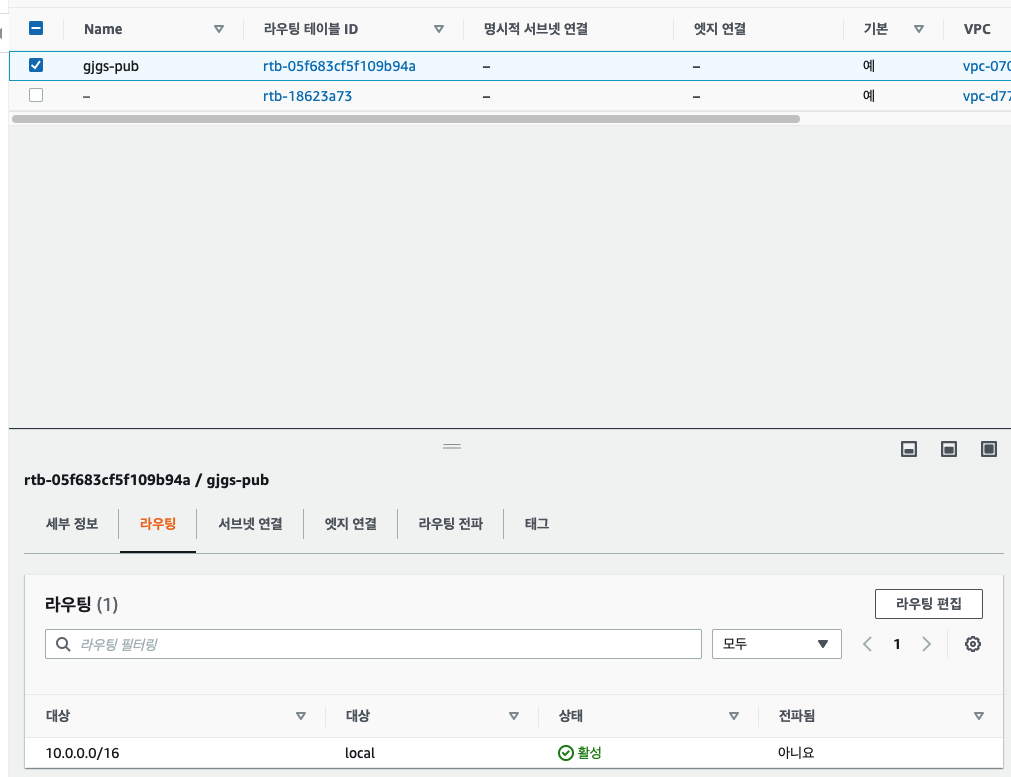 Name 라우팅 테이블 ID 명시적 서브넷 연결 엣지 연결 기본 VPC
gjgs-pub rtb-05f683cf5f109b94a – – 예 vpc-070
– rtb-18623a73 – – 예 vpc-d77
rtb-05f683cf5f109b94a / gjgs-pub
세부 정보 라우팅 서브넷 연결 엣지 연결 라우팅 전파 태그
라우팅 (1) 라우팅 편집
라우팅 필터링 모두 1
대상 대상 상태 전파됨
10.0.0.0/16 local 활성 아니요